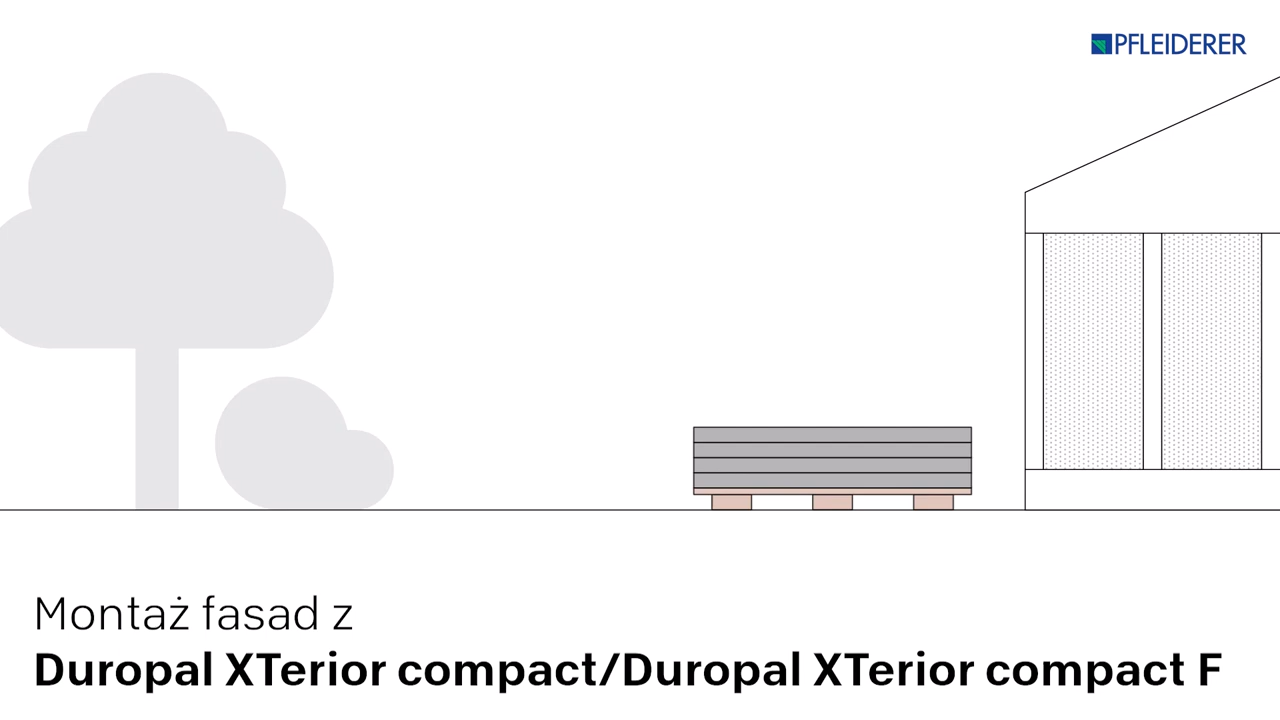 PFLEIDERER
Montaż fasad z
Duropal XTerior compact/Duropal XTerior compact F